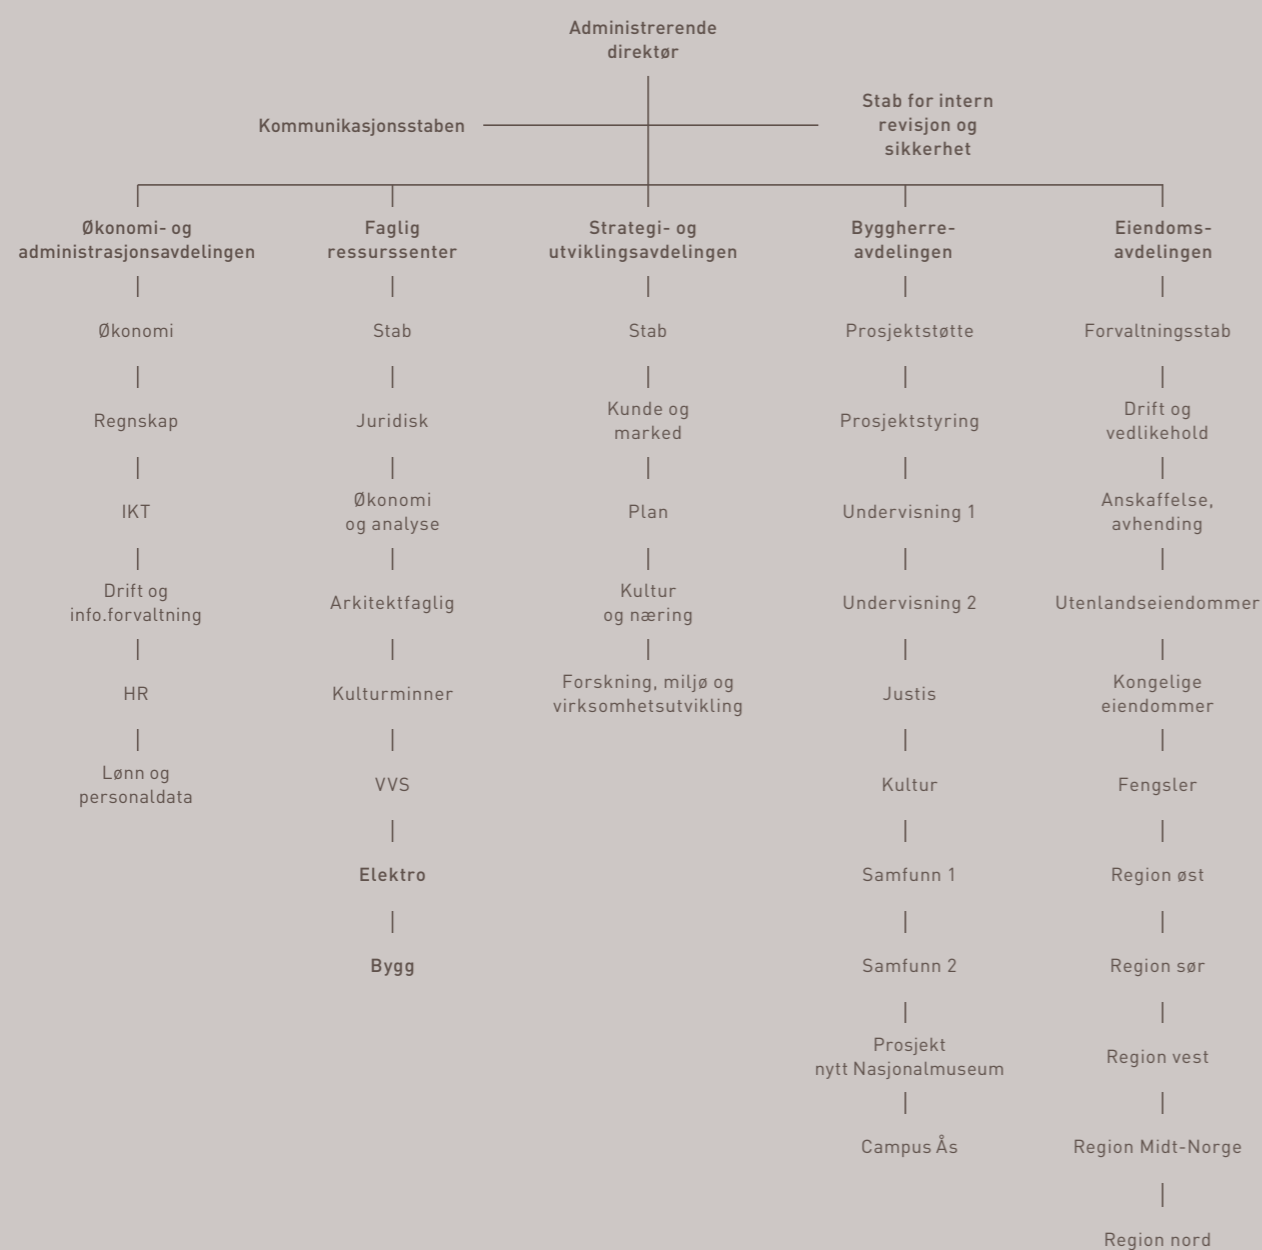 Administrerende
direktør
Kommunikasjonsstaben
Stab for intern
revisjon og
sikkerhet
Økonomi- og
administrasjonsavdelingen
Økonomi
Regnskap
IKT
Drift og
info.forvaltning
HR
Lønn og
personaldata
Faglig
ressurssenter
Stab
Juridisk
Økonomi
og analyse
Arkitektfaglig
Kulturminner
VVS
Elektro
Bygg
Strategi- og
utviklingsavdelingen
Stab
Kunde og
marked
Plan
Kultur
og næring
Forskning, miljø og
virksomhetsutvikling
Byggherre-
avdelingen
Prosjektstøtte
Prosjektstyring
Undervisning 1
Undervisning 2
Justis
Kultur
Samfunn 1
Samfunn 2
Prosjekt
nytt Nasjonalmuseum
Campus Ås
Eiendoms-
avdelingen
Forvaltningsstab
Drift og
vedlikehold
Anskaffelse,
avhending
Utenlandseiendommer
Kongelige
eiendommer
Fengsler
Region øst
Region sør
Region vest
Region Midt-Norge
Region nord